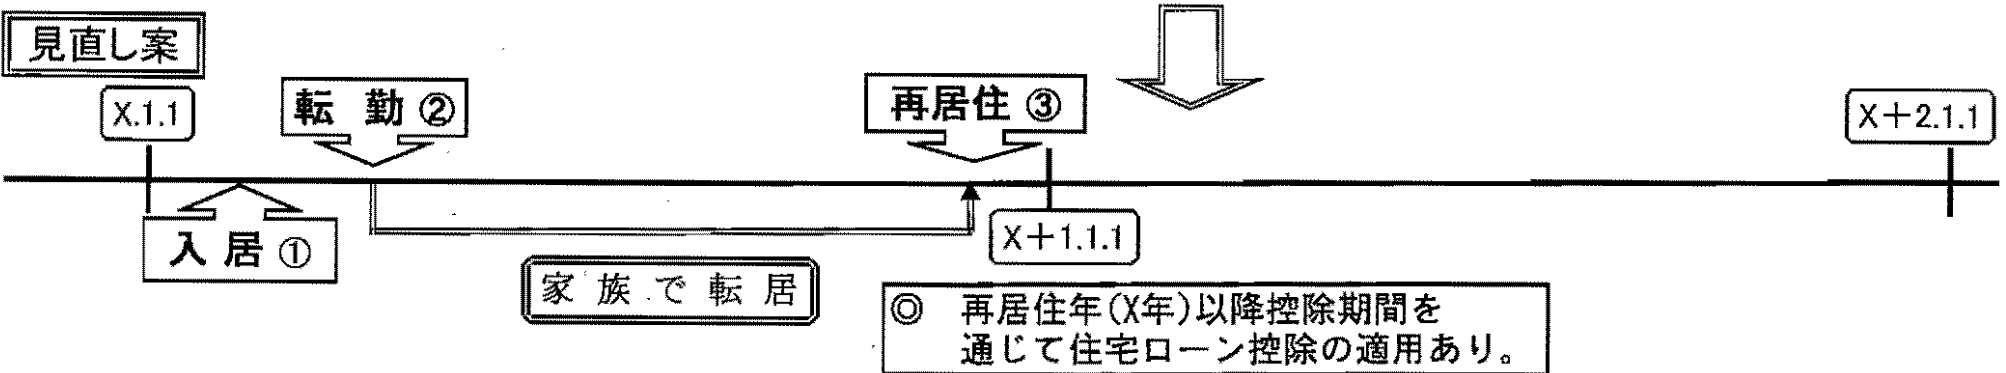 見直し案
X.1.1
転 勤 ②
再居住 ③
X+2.1.1
入 居 ①
X+1.1.1
家 族 で 転 居
◎ 再居住年(X年)以降控除期間を
通じて住宅ローン控除の適用あり。